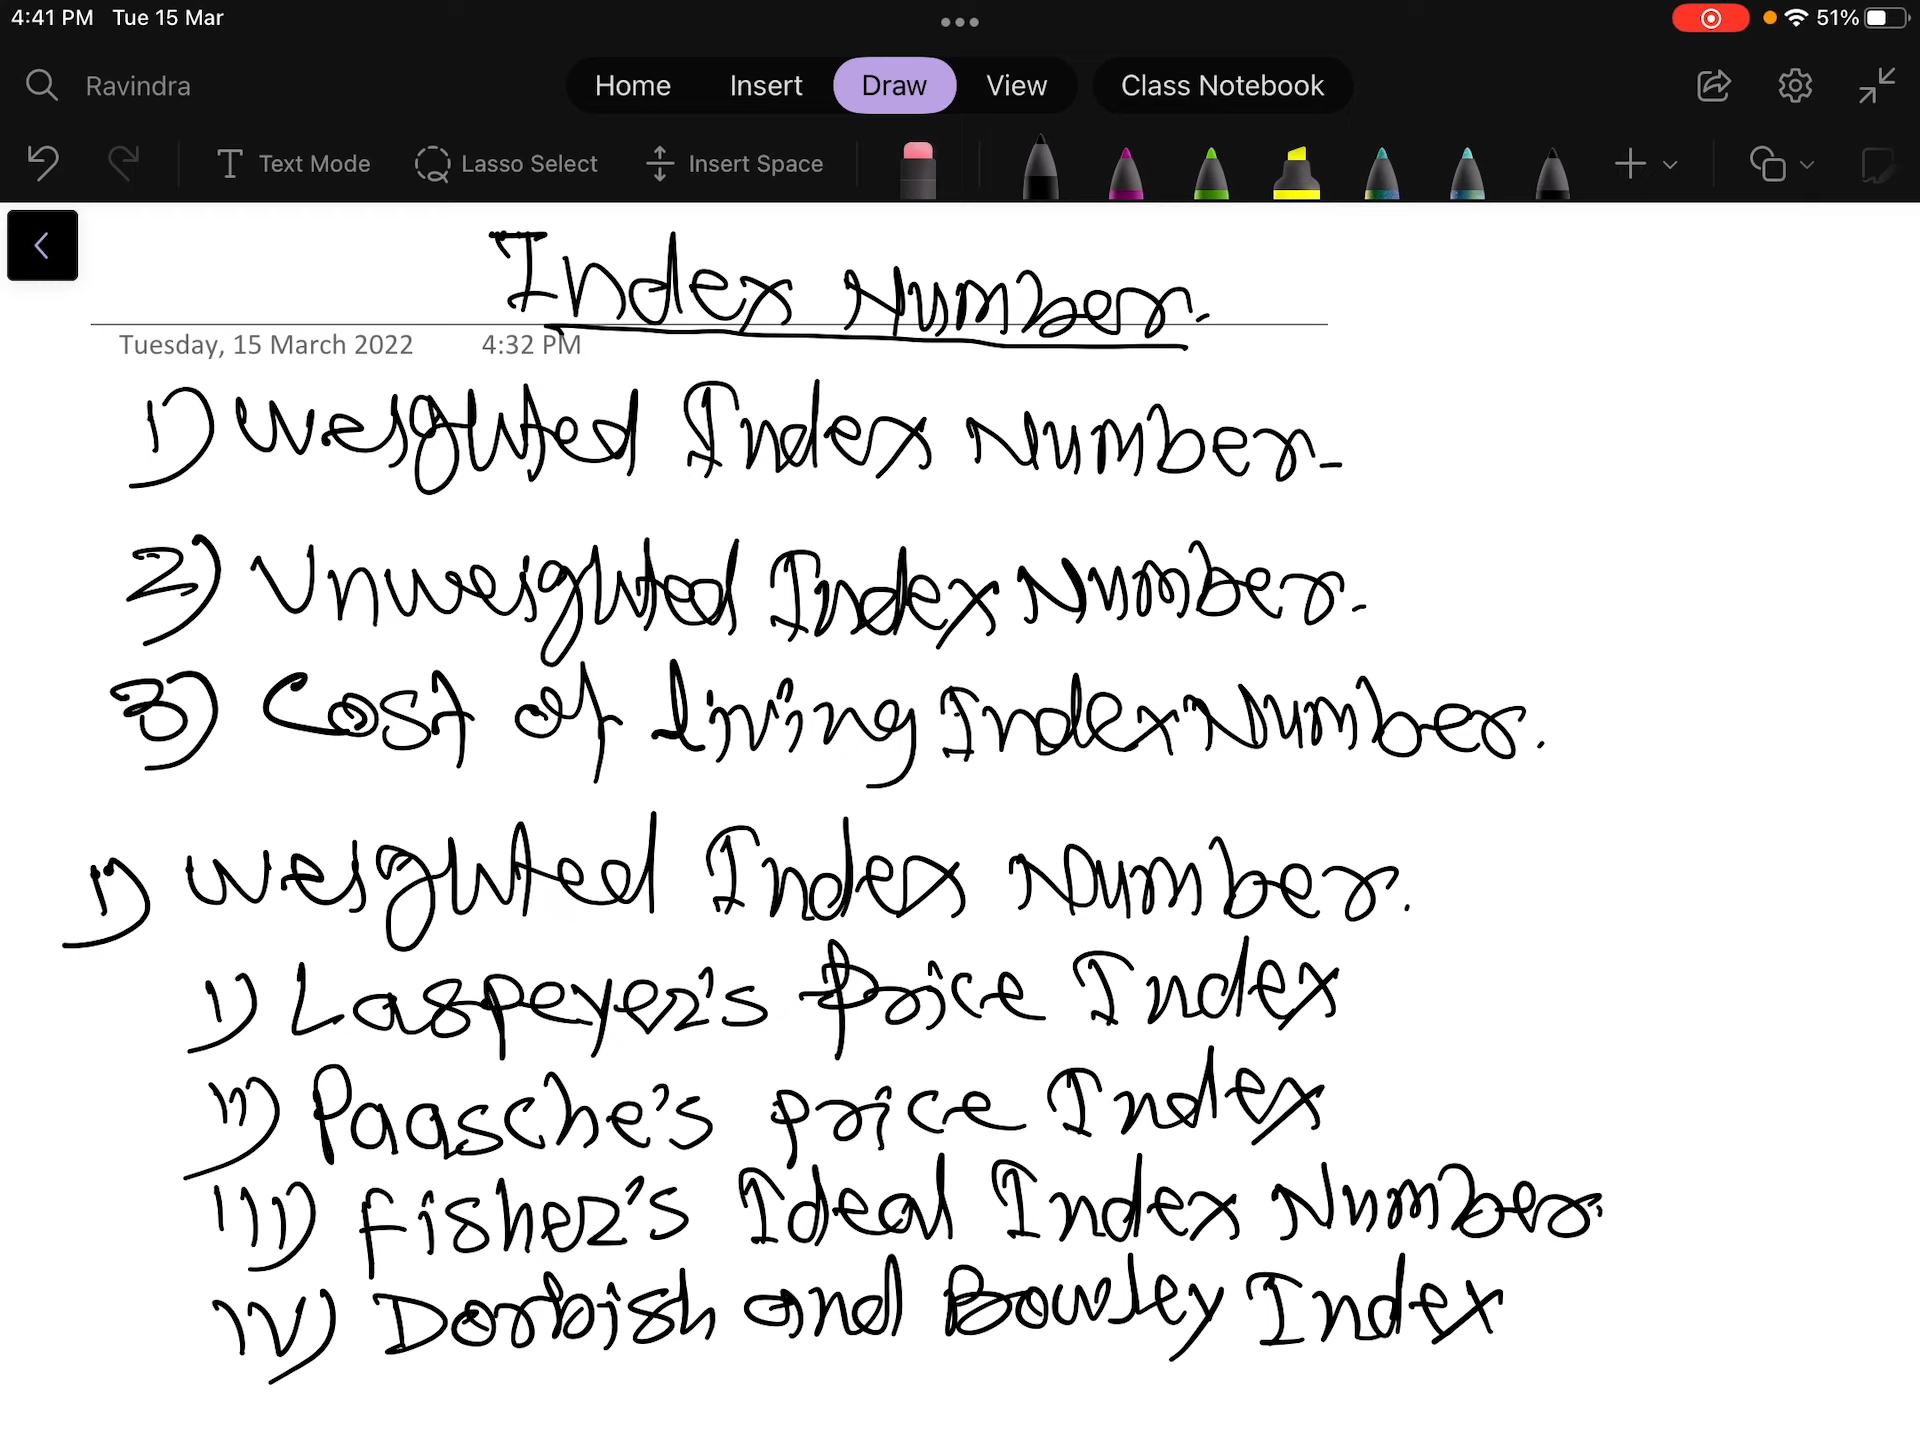 4:41 PM Tue 15 Mar 51%
Ravindra Home Insert Draw View Class Notebook
Text Mode Lasso Select Insert Space
Index Number.
Tuesday, 15 March 2022 4:32 PM
1) Weighted Index Number-
2) Unweighted Index Number.
3) Cost of living Index Number.
1) Weighted Index Number.
i) Laspeyer's Price Index
ii) Paasche's price Index
iii) Fisher's Ideal Index Number.
iv) Dorbish and Bowley Index